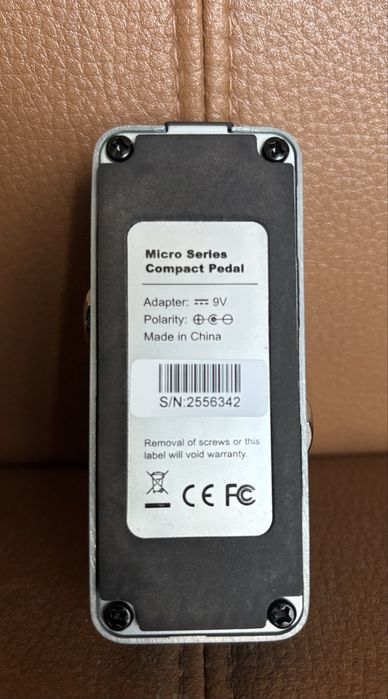 Micro Series
Compact Pedal
Adapter: ⎓ 9V
Polarity: ⊕-C-⊖
Made in China
S/N:2556342
Removal of screws or this
label will void warranty.
CE FC